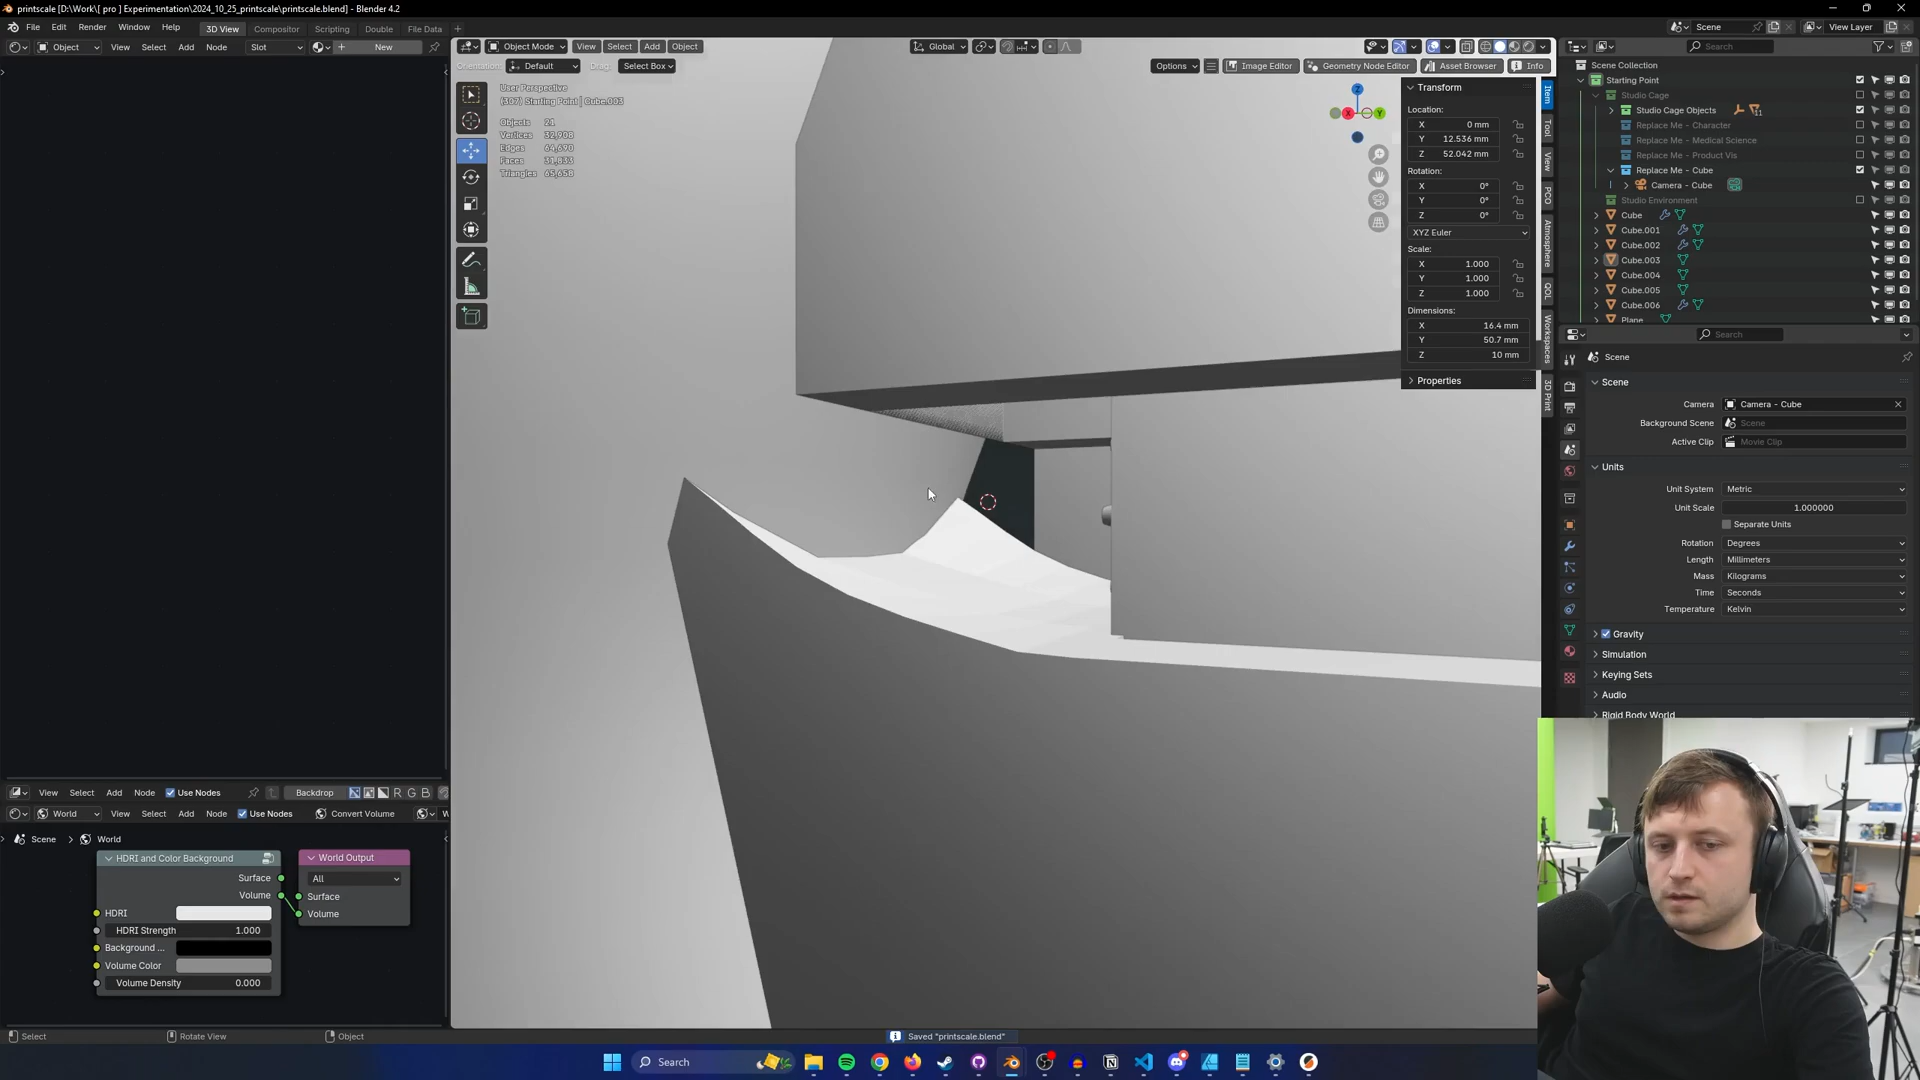 printscale [D:\Work\[ pro ] Experimentation\2024_10_25_printscale\printscale.blend] - Blender 4.2
File Edit Render Window Help 3D View Compositor Scripting Double File Data
Scene View Layer
Object View Select Add Node Slot New
Object Mode View Select Add Object Global
Search
Orientation: Default Drag: Select Box Options Image Editor Geometry Node Editor Asset Browser Info
User Perspective
(307) Starting Point | Cube.003
Objects 21
Vertices 32,908
Edges 64,690
Faces 31,833
Triangles 65,658
Z
X
Y
Transform
Location:
X 0 mm
Y 12.536 mm
Z 52.042 mm
Rotation:
X 0°
Y 0°
Z 0°
XYZ Euler
Scale:
X 1.000
Y 1.000
Z 1.000
Dimensions:
X 16.4 mm
Y 50.7 mm
Z 10 mm
Properties
Item
Tool
View
PCO
Atmosphere
QOL
Workspaces
3D Print
Scene Collection
Starting Point
Studio Cage
Studio Cage Objects 11
Replace Me - Character
Replace Me - Medical Science
Replace Me - Product Vis
Replace Me - Cube
Camera - Cube
Studio Environment
Cube
Cube.001
Cube.002
Cube.003
Cube.004
Cube.005
Cube.006
Plane
Search
Scene
Scene
Camera Camera - Cube
Background Scene Scene
Active Clip Movie Clip
Units
Unit System Metric
Unit Scale 1.000000
Separate Units
Rotation Degrees
Length Millimeters
Mass Kilograms
Time Seconds
Temperature Kelvin
Gravity
Simulation
Keying Sets
Audio
Rigid Body World
View Select Add Node Use Nodes Backdrop R G B
World View Select Add Node Use Nodes Convert Volume
Scene World
HDRI and Color Background
Surface
Volume
HDRI
HDRI Strength 1.000
Background ...
Volume Color
Volume Density 0.000
World Output
All
Surface
Volume
Select Rotate View Object Saved "printscale.blend"
Search